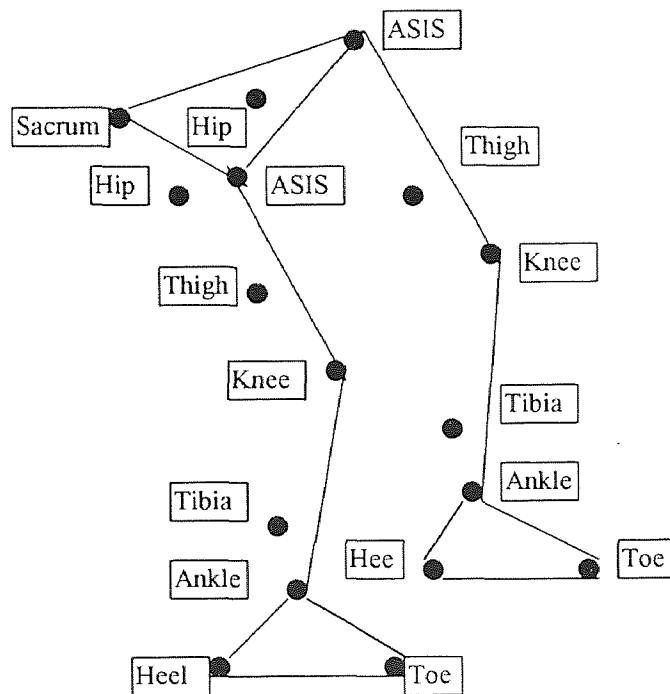 ASIS
Sacrum
Hip
Thigh
Hip
ASIS
Knee
Thigh
Knee
Tibia
Tibia
Ankle
Hee
Toe
Ankle
Heel
Toe